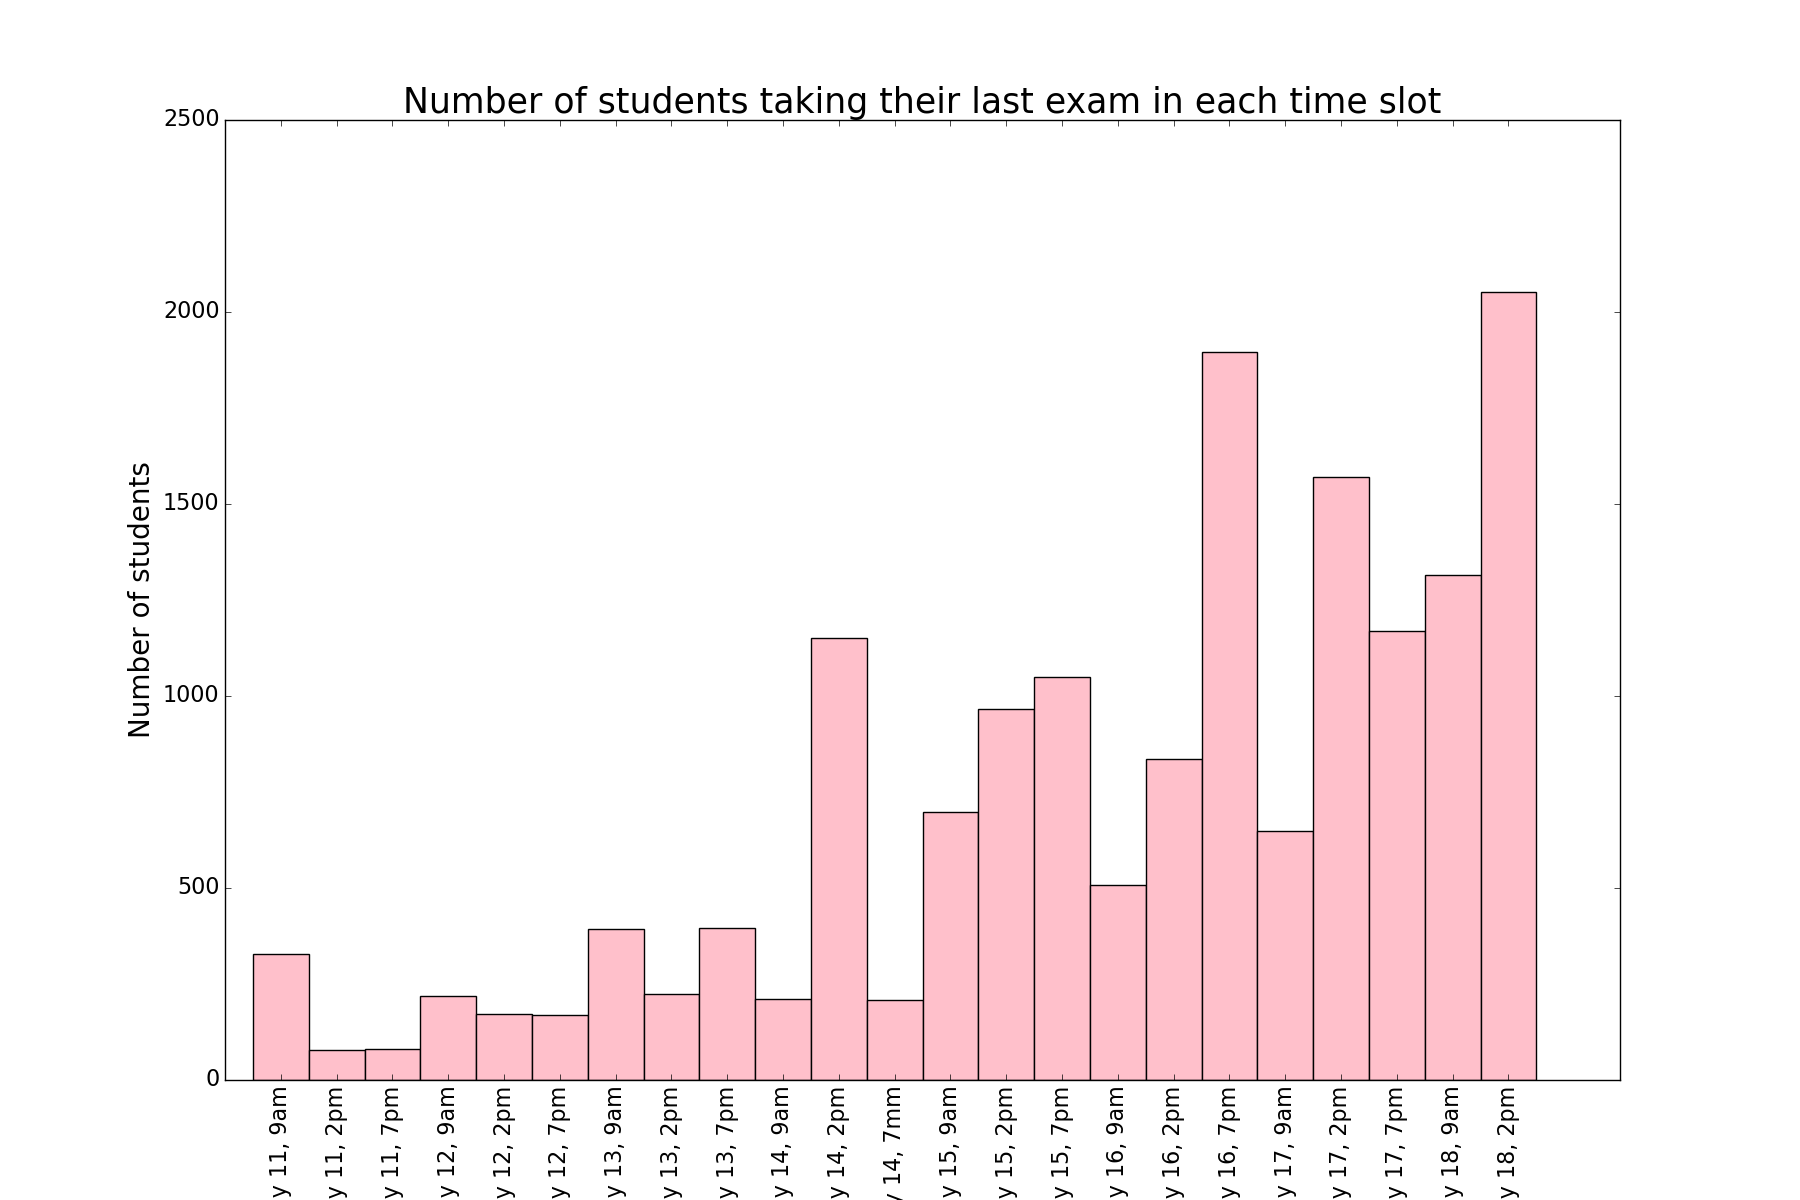 Number of students taking their last exam in each time slot
Number of students
2500
2000
1500
1000
500
0
y 11, 9am
y 11, 2pm
y 11, 7pm
y 12, 9am
y 12, 2pm
y 12, 7pm
y 13, 9am
y 13, 2pm
y 13, 7pm
y 14, 9am
y 14, 2pm
y 14, 7mm
y 15, 9am
y 15, 2pm
y 15, 7pm
y 16, 9am
y 16, 2pm
y 16, 7pm
y 17, 9am
y 17, 2pm
y 17, 7pm
y 18, 9am
y 18, 2pm